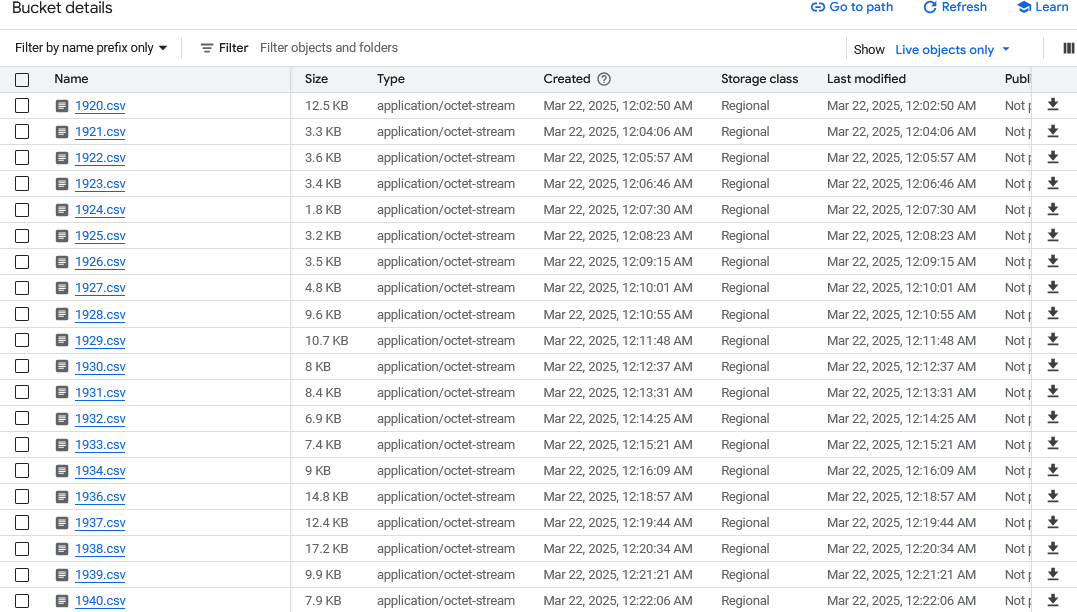 Bucket details Go to path Refresh Learn
Filter by name prefix only Filter Filter objects and folders Show Live objects only
Name Size Type Created Storage class Last modified Publi
1920.csv 12.5 KB application/octet-stream Mar 22, 2025, 12:02:50 AM Regional Mar 22, 2025, 12:02:50 AM Not p
1921.csv 3.3 KB application/octet-stream Mar 22, 2025, 12:04:06 AM Regional Mar 22, 2025, 12:04:06 AM Not p
1922.csv 3.6 KB application/octet-stream Mar 22, 2025, 12:05:57 AM Regional Mar 22, 2025, 12:05:57 AM Not p
1923.csv 3.4 KB application/octet-stream Mar 22, 2025, 12:06:46 AM Regional Mar 22, 2025, 12:06:46 AM Not p
1924.csv 1.8 KB application/octet-stream Mar 22, 2025, 12:07:30 AM Regional Mar 22, 2025, 12:07:30 AM Not p
1925.csv 3.2 KB application/octet-stream Mar 22, 2025, 12:08:23 AM Regional Mar 22, 2025, 12:08:23 AM Not p
1926.csv 3.5 KB application/octet-stream Mar 22, 2025, 12:09:15 AM Regional Mar 22, 2025, 12:09:15 AM Not p
1927.csv 4.8 KB application/octet-stream Mar 22, 2025, 12:10:01 AM Regional Mar 22, 2025, 12:10:01 AM Not p
1928.csv 9.6 KB application/octet-stream Mar 22, 2025, 12:10:55 AM Regional Mar 22, 2025, 12:10:55 AM Not p
1929.csv 10.7 KB application/octet-stream Mar 22, 2025, 12:11:48 AM Regional Mar 22, 2025, 12:11:48 AM Not p
1930.csv 8 KB application/octet-stream Mar 22, 2025, 12:12:37 AM Regional Mar 22, 2025, 12:12:37 AM Not p
1931.csv 8.4 KB application/octet-stream Mar 22, 2025, 12:13:31 AM Regional Mar 22, 2025, 12:13:31 AM Not p
1932.csv 6.9 KB application/octet-stream Mar 22, 2025, 12:14:25 AM Regional Mar 22, 2025, 12:14:25 AM Not p
1933.csv 7.4 KB application/octet-stream Mar 22, 2025, 12:15:21 AM Regional Mar 22, 2025, 12:15:21 AM Not p
1934.csv 9 KB application/octet-stream Mar 22, 2025, 12:16:09 AM Regional Mar 22, 2025, 12:16:09 AM Not p
1936.csv 14.8 KB application/octet-stream Mar 22, 2025, 12:18:57 AM Regional Mar 22, 2025, 12:18:57 AM Not p
1937.csv 12.4 KB application/octet-stream Mar 22, 2025, 12:19:44 AM Regional Mar 22, 2025, 12:19:44 AM Not p
1938.csv 17.2 KB application/octet-stream Mar 22, 2025, 12:20:34 AM Regional Mar 22, 2025, 12:20:34 AM Not p
1939.csv 9.9 KB application/octet-stream Mar 22, 2025, 12:21:21 AM Regional Mar 22, 2025, 12:21:21 AM Not p
1940.csv 7.9 KB application/octet-stream Mar 22, 2025, 12:22:06 AM Regional Mar 22, 2025, 12:22:06 AM Not p